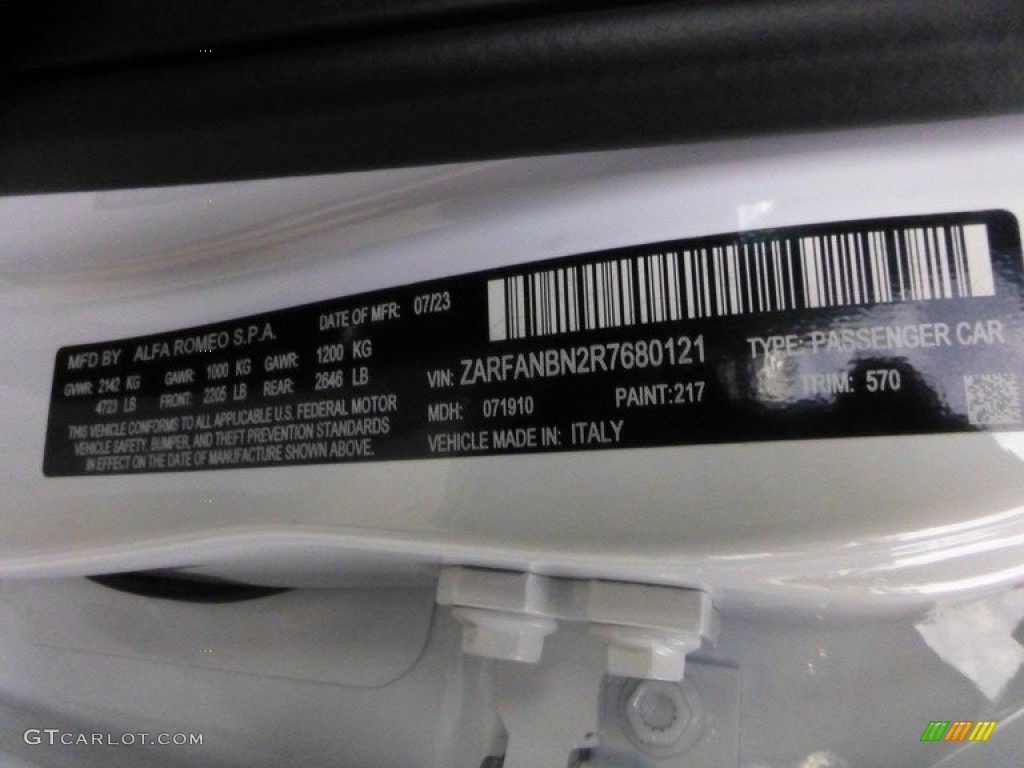 MFD BY ALFA ROMEO S.P.A. DATE OF MFR: 07/23
GVWR: 2142 KG GAWR: 1000 KG GAWR: 1200 KG
4723 LB FRONT: 2205 LB REAR: 2646 LB
THIS VEHICLE CONFORMS TO ALL APPLICABLE U.S. FEDERAL MOTOR
VEHICLE SAFETY, BUMPER, AND THEFT PREVENTION STANDARDS
IN EFFECT ON THE DATE OF MANUFACTURE SHOWN ABOVE.
VIN: ZARFANBN2R7680121 TYPE: PASSENGER CAR
MDH: 071910 PAINT:217 TRIM: 570
VEHICLE MADE IN: ITALY
GTCARLOT.COM